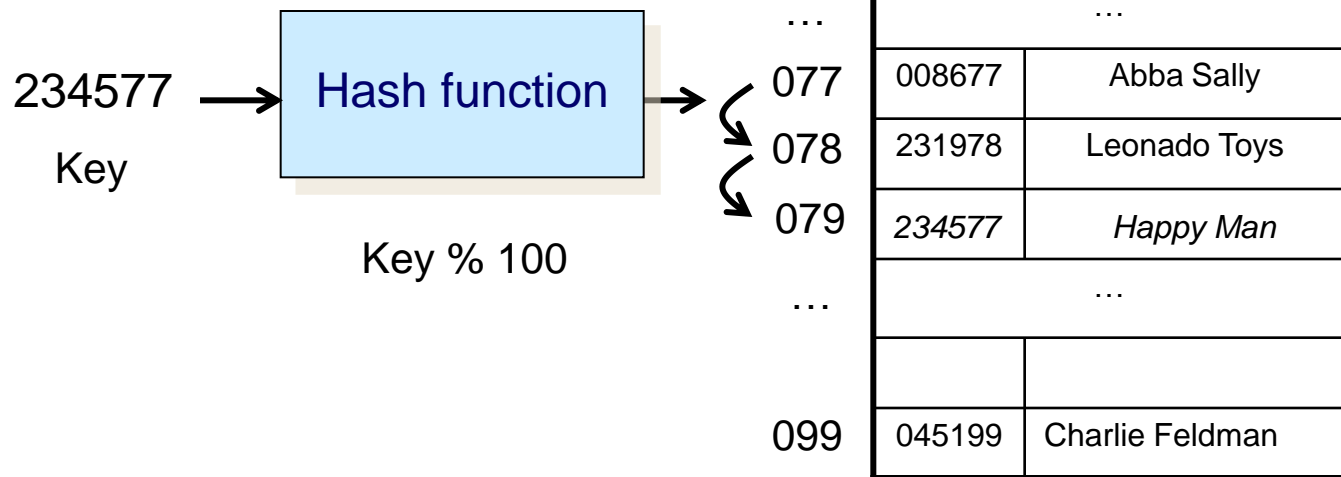 … …
234577 Hash function 077 008677 Abba Sally
Key 078 231978 Leonado Toys
079 234577 Happy Man
Key % 100
… …
099 045199 Charlie Feldman